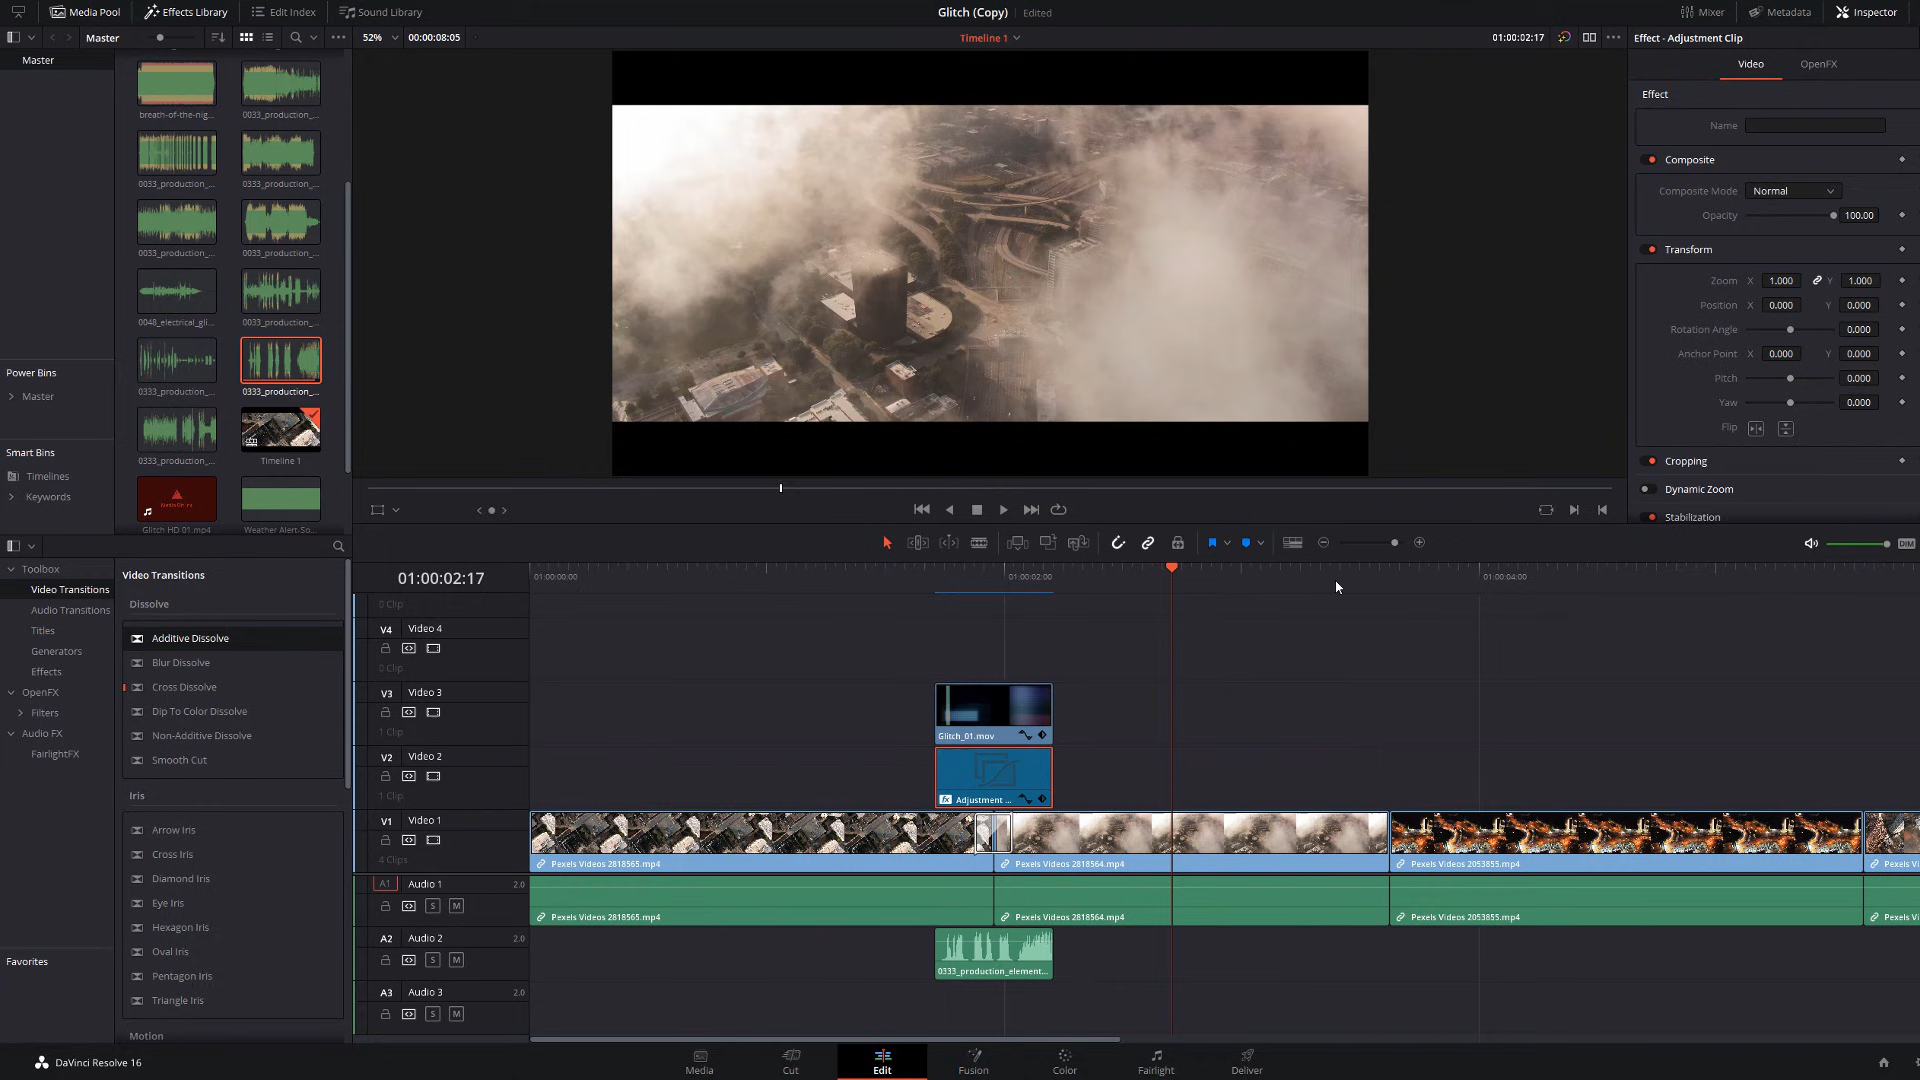 Media Pool
Effects Library
Edit Index
Sound Library
Glitch (Copy)
Edited
Mixer
Metadata
Inspector
Master
52%
00:00:08:05
Timeline 1
01:00:02:17
Effect - Adjustment Clip
Master
Power Bins
Master
Smart Bins
Timelines
Keywords
breath-of-the-nig...
0033_production_...
0033_production_...
0333_production_...
0033_production_...
0033_production_...
0048_electrical_gli...
0033_production_...
0333_production_...
0333_production_...
0333_production_...
Timeline 1
Glitch HD 01.mp4
Weather Alert-So...
Video
OpenFX
Effect
Name
Composite
Composite Mode
Normal
Opacity
100.00
Transform
Zoom X 1.000 Y 1.000
Position X 0.000 Y 0.000
Rotation Angle 0.000
Anchor Point X 0.000 Y 0.000
Pitch 0.000
Yaw 0.000
Flip
Cropping
Dynamic Zoom
Stabilization
DIM
Toolbox
Video Transitions
Audio Transitions
Titles
Generators
Effects
OpenFX
Filters
Audio FX
FairlightFX
Favorites
Video Transitions
Dissolve
Additive Dissolve
Blur Dissolve
Cross Dissolve
Dip To Color Dissolve
Non-Additive Dissolve
Smooth Cut
Iris
Arrow Iris
Cross Iris
Diamond Iris
Eye Iris
Hexagon Iris
Oval Iris
Pentagon Iris
Triangle Iris
Motion
01:00:02:17
01:00:00:00
01:00:02:00
01:00:04:00
0 Clip
V4 Video 4
0 Clip
V3 Video 3
1 Clip
Glitch_01.mov
V2 Video 2
1 Clip
fx Adjustment ...
V1 Video 1
4 Clips
Pexels Videos 2818565.mp4
Pexels Videos 2818564.mp4
Pexels Videos 2053855.mp4
Pexels Vi
A1 Audio 1 2.0
S M
Pexels Videos 2818565.mp4
Pexels Videos 2818564.mp4
Pexels Videos 2053855.mp4
Pexels Vi
A2 Audio 2 2.0
S M
0333_production_element...
A3 Audio 3 2.0
S M
DaVinci Resolve 16
Media
Cut
Edit
Fusion
Color
Fairlight
Deliver